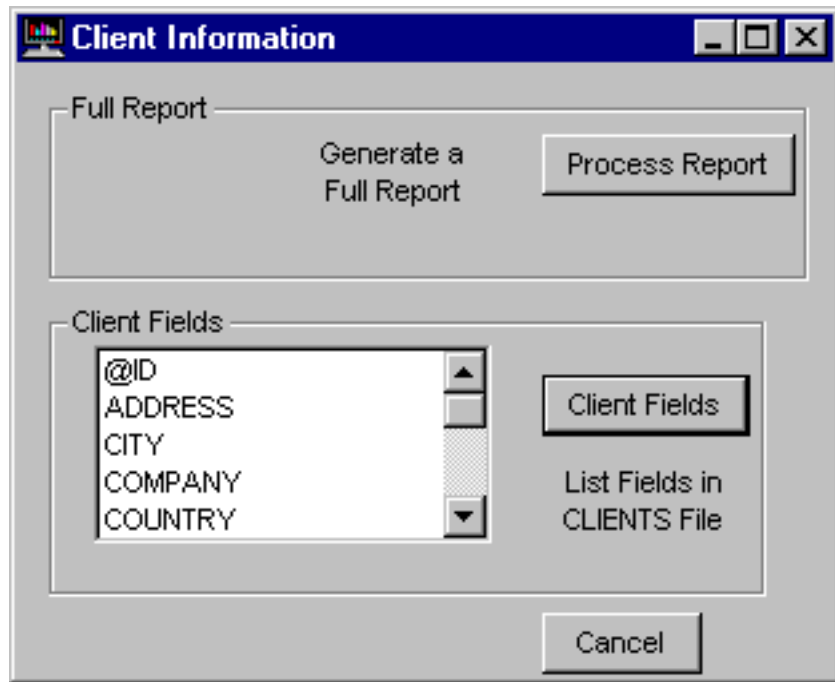 Client Information
Full Report
Generate a
Full Report
Process Report
Client Fields
@ID
ADDRESS
CITY
COMPANY
COUNTRY
Client Fields
List Fields in
CLIENTS File
Cancel